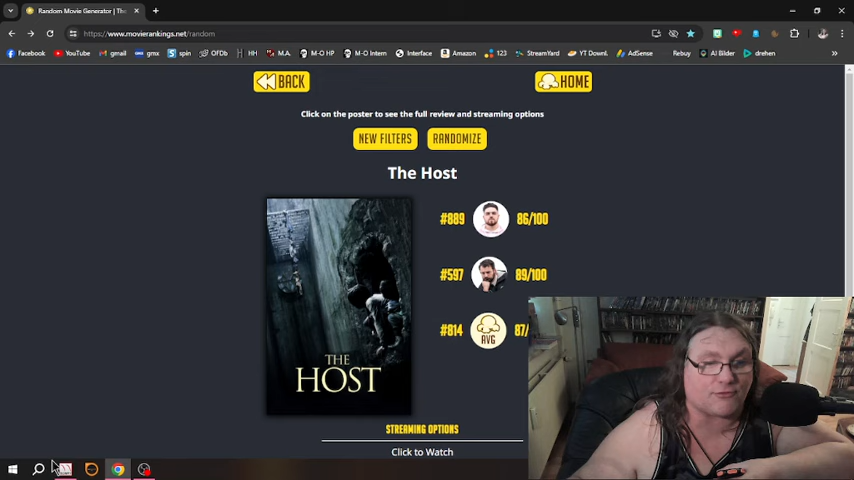 Random Movie Generator | The
https://www.movierankings.net/random
Facebook YouTube gmail gmx spin OFDb HH M.A. M-O HP M-O Intern Interface Amazon 123 StreamYard YT Downl. AdSense Rebuy AI Bilder drehen
BACK HOME
Click on the poster to see the full review and streaming options
NEW FILTERS RANDOMIZE
The Host
#889 86/100
#597 89/100
#814 AVG 87/
THE
HOST
STREAMING OPTIONS
Click to Watch